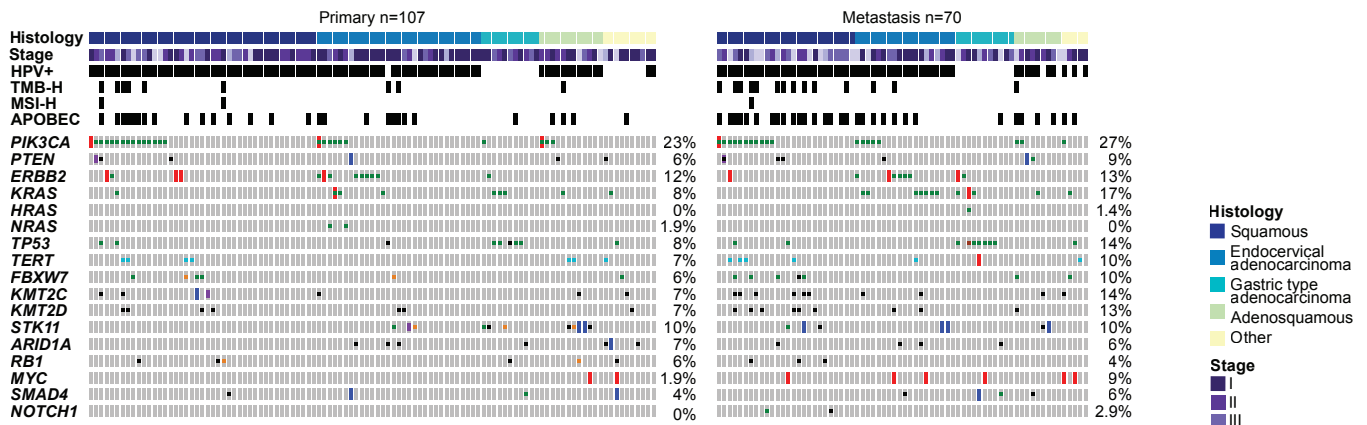 Primary n=107
Metastasis n=70
Histology
Stage
HPV+
TMB-H
MSI-H
APOBEC
PIK3CA 23% 27%
PTEN 6% 9%
ERBB2 12% 13%
KRAS 8% 17%
HRAS 0% 1.4%
NRAS 1.9% 0%
TP53 8% 14%
TERT 7% 10%
FBXW7 6% 10%
KMT2C 7% 14%
KMT2D 7% 13%
STK11 10% 10%
ARID1A 7% 6%
RB1 6% 4%
MYC 1.9% 9%
SMAD4 4% 6%
NOTCH1 0% 2.9%
Histology
Squamous
Endocervical
adenocarcinoma
Gastric type
adenocarcinoma
Adenosquamous
Other
Stage
I
II
III